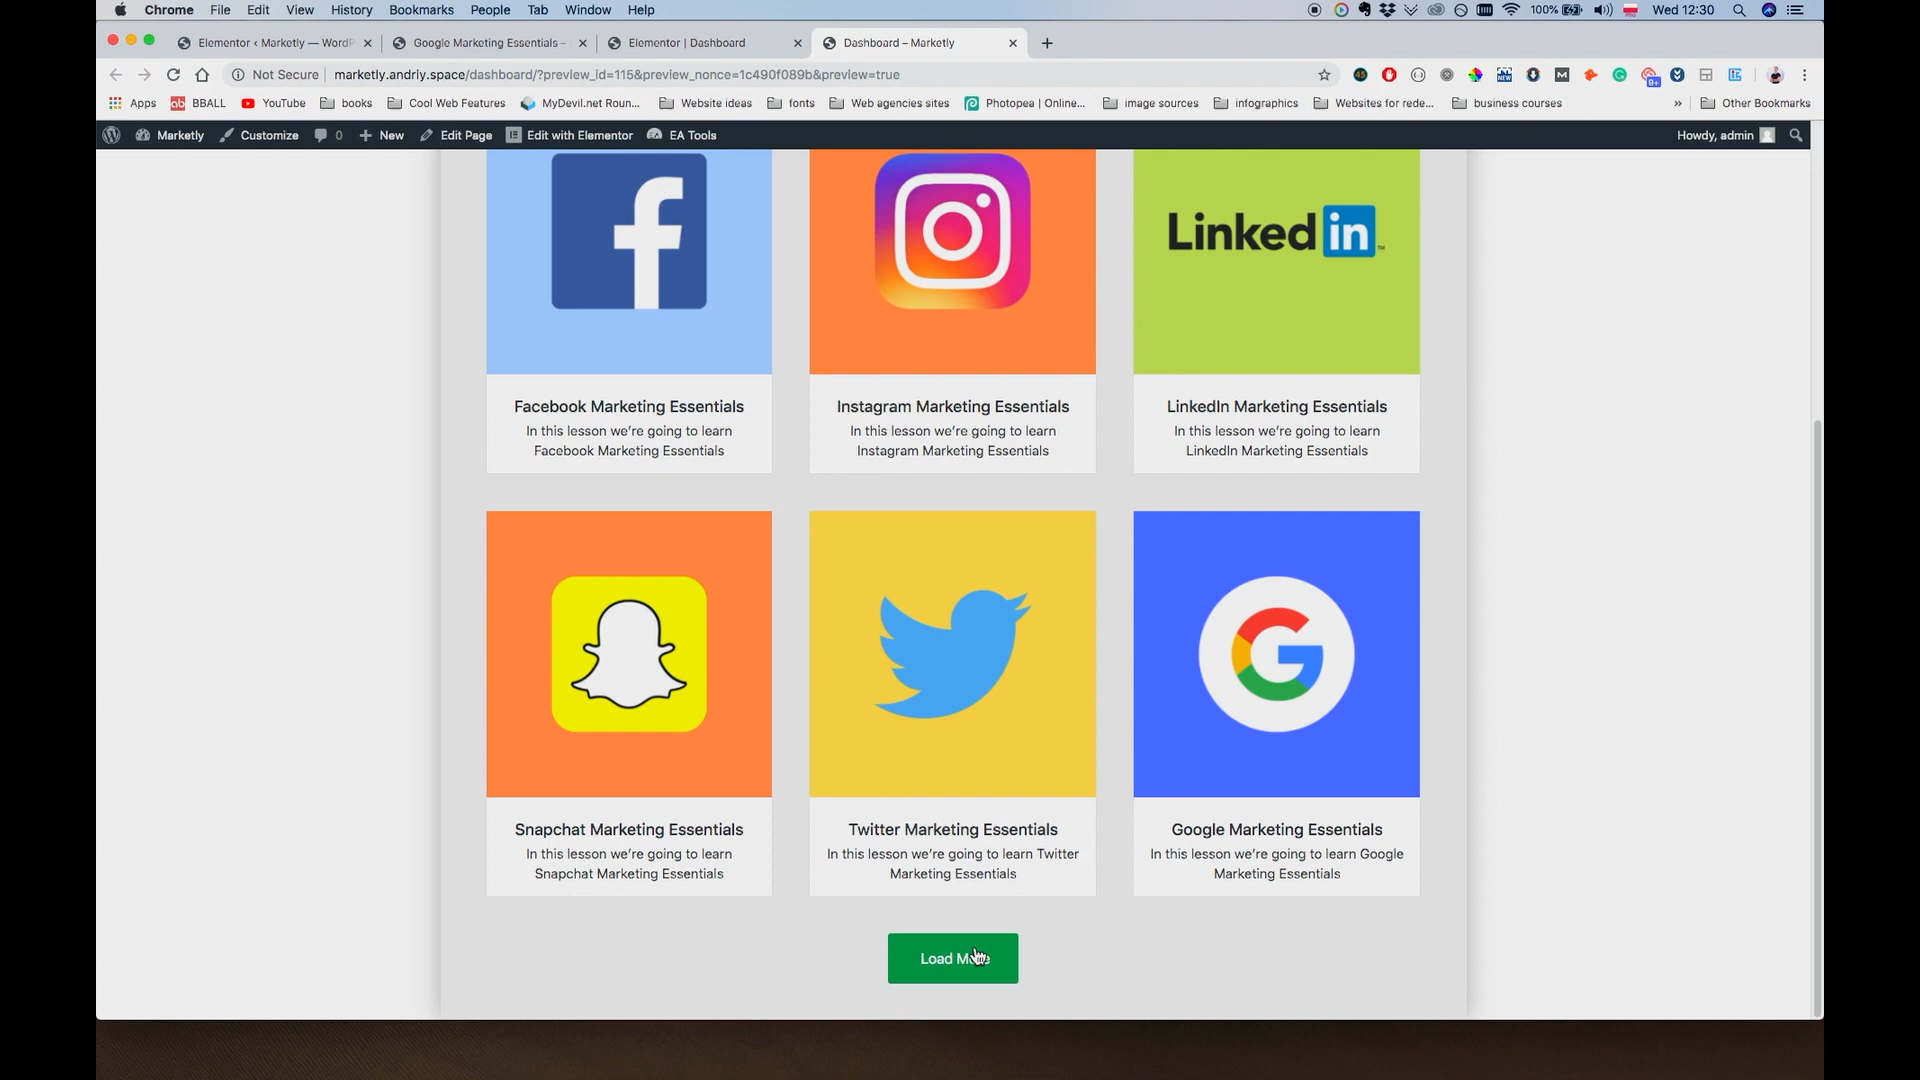 Chrome File Edit View History Bookmarks People Tab Window Help 100% Wed 12:30
Elementor ‹ Marketly — WordP Google Marketing Essentials – Elementor | Dashboard Dashboard – Marketly
Not Secure marketly.andriy.space/dashboard/?preview_id=115&preview_nonce=1c490f089b&preview=true
Apps BBALL YouTube books Cool Web Features MyDevil.net Roun... Website ideas fonts Web agencies sites Photopea | Online... image sources infographics Websites for rede... business courses » Other Bookmarks
Marketly Customize 0 New Edit Page Edit with Elementor EA Tools Howdy, admin
Linked in
Facebook Marketing Essentials
In this lesson we're going to learn
Facebook Marketing Essentials
Instagram Marketing Essentials
In this lesson we're going to learn
Instagram Marketing Essentials
LinkedIn Marketing Essentials
In this lesson we're going to learn
LinkedIn Marketing Essentials
Snapchat Marketing Essentials
In this lesson we're going to learn
Snapchat Marketing Essentials
Twitter Marketing Essentials
In this lesson we're going to learn Twitter
Marketing Essentials
Google Marketing Essentials
In this lesson we're going to learn Google
Marketing Essentials
Load More